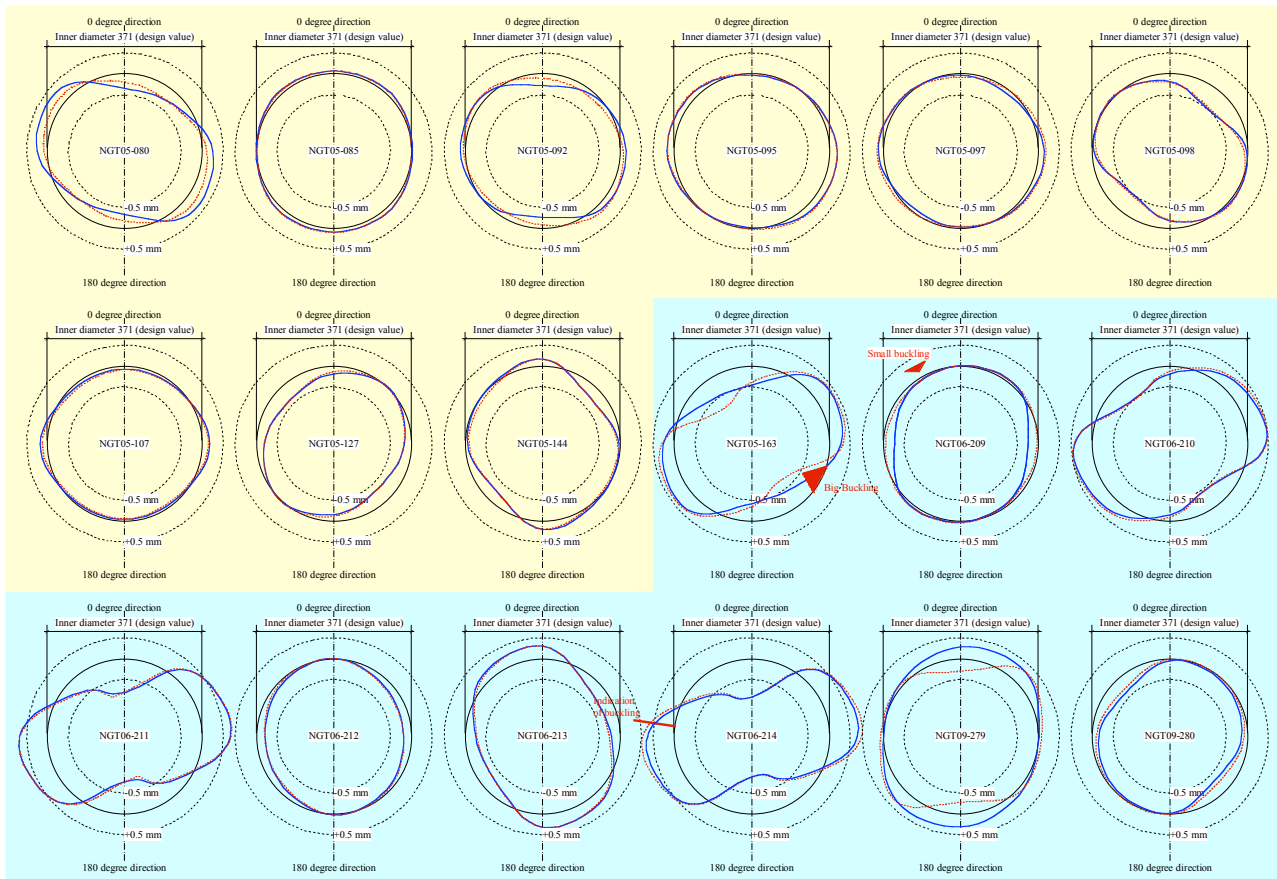 0 degree direction
Inner diameter 371 (design value)
NGT05-080
-0.5 mm
+0.5 mm
180 degree direction
0 degree direction
Inner diameter 371 (design value)
NGT05-085
-0.5 mm
+0.5 mm
180 degree direction
0 degree direction
Inner diameter 371 (design value)
NGT05-092
-0.5 mm
+0.5 mm
180 degree direction
0 degree direction
Inner diameter 371 (design value)
NGT05-095
-0.5 mm
+0.5 mm
180 degree direction
0 degree direction
Inner diameter 371 (design value)
NGT05-097
-0.5 mm
+0.5 mm
180 degree direction
0 degree direction
Inner diameter 371 (design value)
NGT05-098
-0.5 mm
+0.5 mm
180 degree direction
0 degree direction
Inner diameter 371 (design value)
NGT05-107
-0.5 mm
+0.5 mm
180 degree direction
0 degree direction
Inner diameter 371 (design value)
NGT05-127
-0.5 mm
+0.5 mm
180 degree direction
0 degree direction
Inner diameter 371 (design value)
NGT05-144
-0.5 mm
+0.5 mm
180 degree direction
0 degree direction
Inner diameter 371 (design value)
NGT05-163
Big Buckling
-0.5 mm
+0.5 mm
180 degree direction
0 degree direction
Inner diameter 371 (design value)
Small buckling
NGT06-209
-0.5 mm
+0.5 mm
180 degree direction
0 degree direction
Inner diameter 371 (design value)
NGT06-210
-0.5 mm
+0.5 mm
180 degree direction
0 degree direction
Inner diameter 371 (design value)
NGT06-211
-0.5 mm
+0.5 mm
180 degree direction
0 degree direction
Inner diameter 371 (design value)
NGT06-212
-0.5 mm
+0.5 mm
180 degree direction
0 degree direction
Inner diameter 371 (design value)
NGT06-213
-0.5 mm
+0.5 mm
180 degree direction
0 degree direction
Inner diameter 371 (design value)
Indication
of buckling
NGT06-214
-0.5 mm
+0.5 mm
180 degree direction
0 degree direction
Inner diameter 371 (design value)
NGT09-279
-0.5 mm
+0.5 mm
180 degree direction
0 degree direction
Inner diameter 371 (design value)
NGT09-280
-0.5 mm
+0.5 mm
180 degree direction